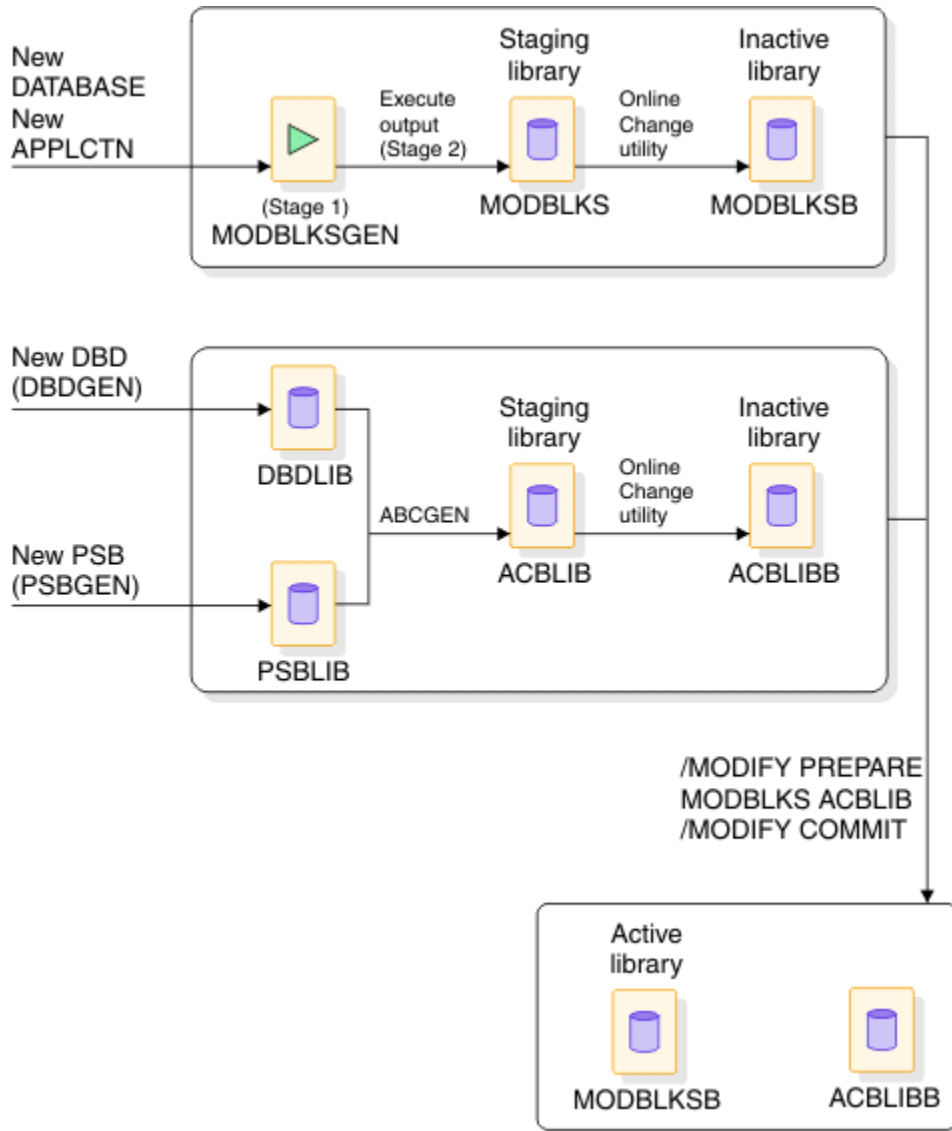 New
DATABASE
New
APPLCTN
(Stage 1)
MODBLKSGEN
Execute
output
(Stage 2)
Staging
library
MODBLKS
Online
Change
utility
Inactive
library
MODBLKSB
New DBD
(DBDGEN)
DBDLIB
New PSB
(PSBGEN)
PSBLIB
ABCGEN
Staging
library
ACBLIB
Online
Change
utility
Inactive
library
ACBLIBB
/MODIFY PREPARE
MODBLKS ACBLIB
/MODIFY COMMIT
Active
library
MODBLKSB
ACBLIBB